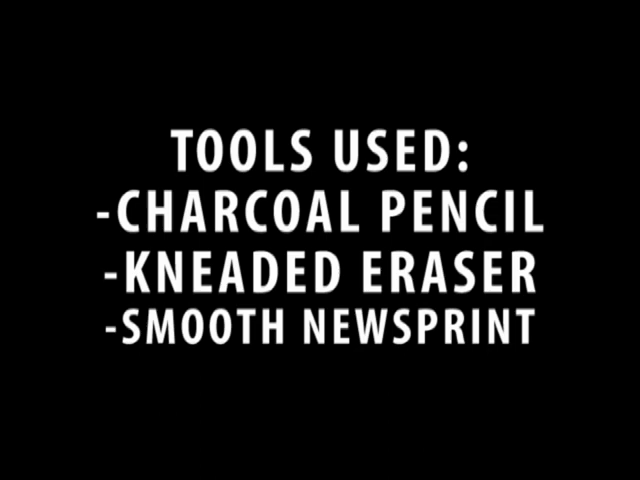 TOOLS USED:
-CHARCOAL PENCIL
-KNEADED ERASER
-SMOOTH NEWSPRINT